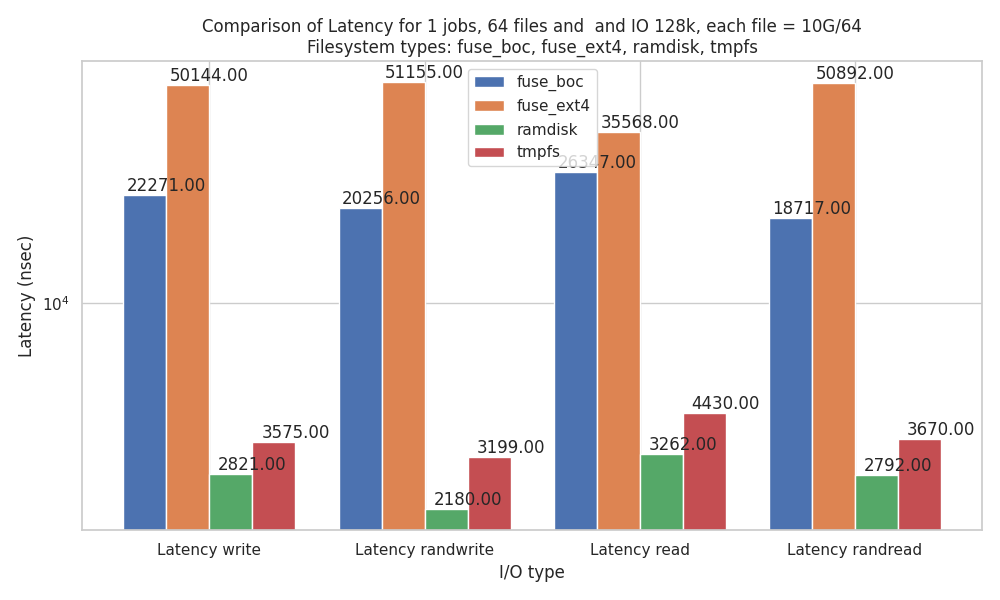 Comparison of Latency for 1 jobs, 64 files and  and IO 128k, each file = 10G/64
Filesystem types: fuse_boc, fuse_ext4, ramdisk, tmpfs
fuse_boc
fuse_ext4
ramdisk
tmpfs
22271.00
50144.00
2821.00
3575.00
20256.00
51155.00
2180.00
3199.00
26347.00
35568.00
3262.00
4430.00
18717.00
50892.00
2792.00
3670.00
Latency (nsec)
10⁴
Latency write
Latency randwrite
Latency read
Latency randread
I/O type